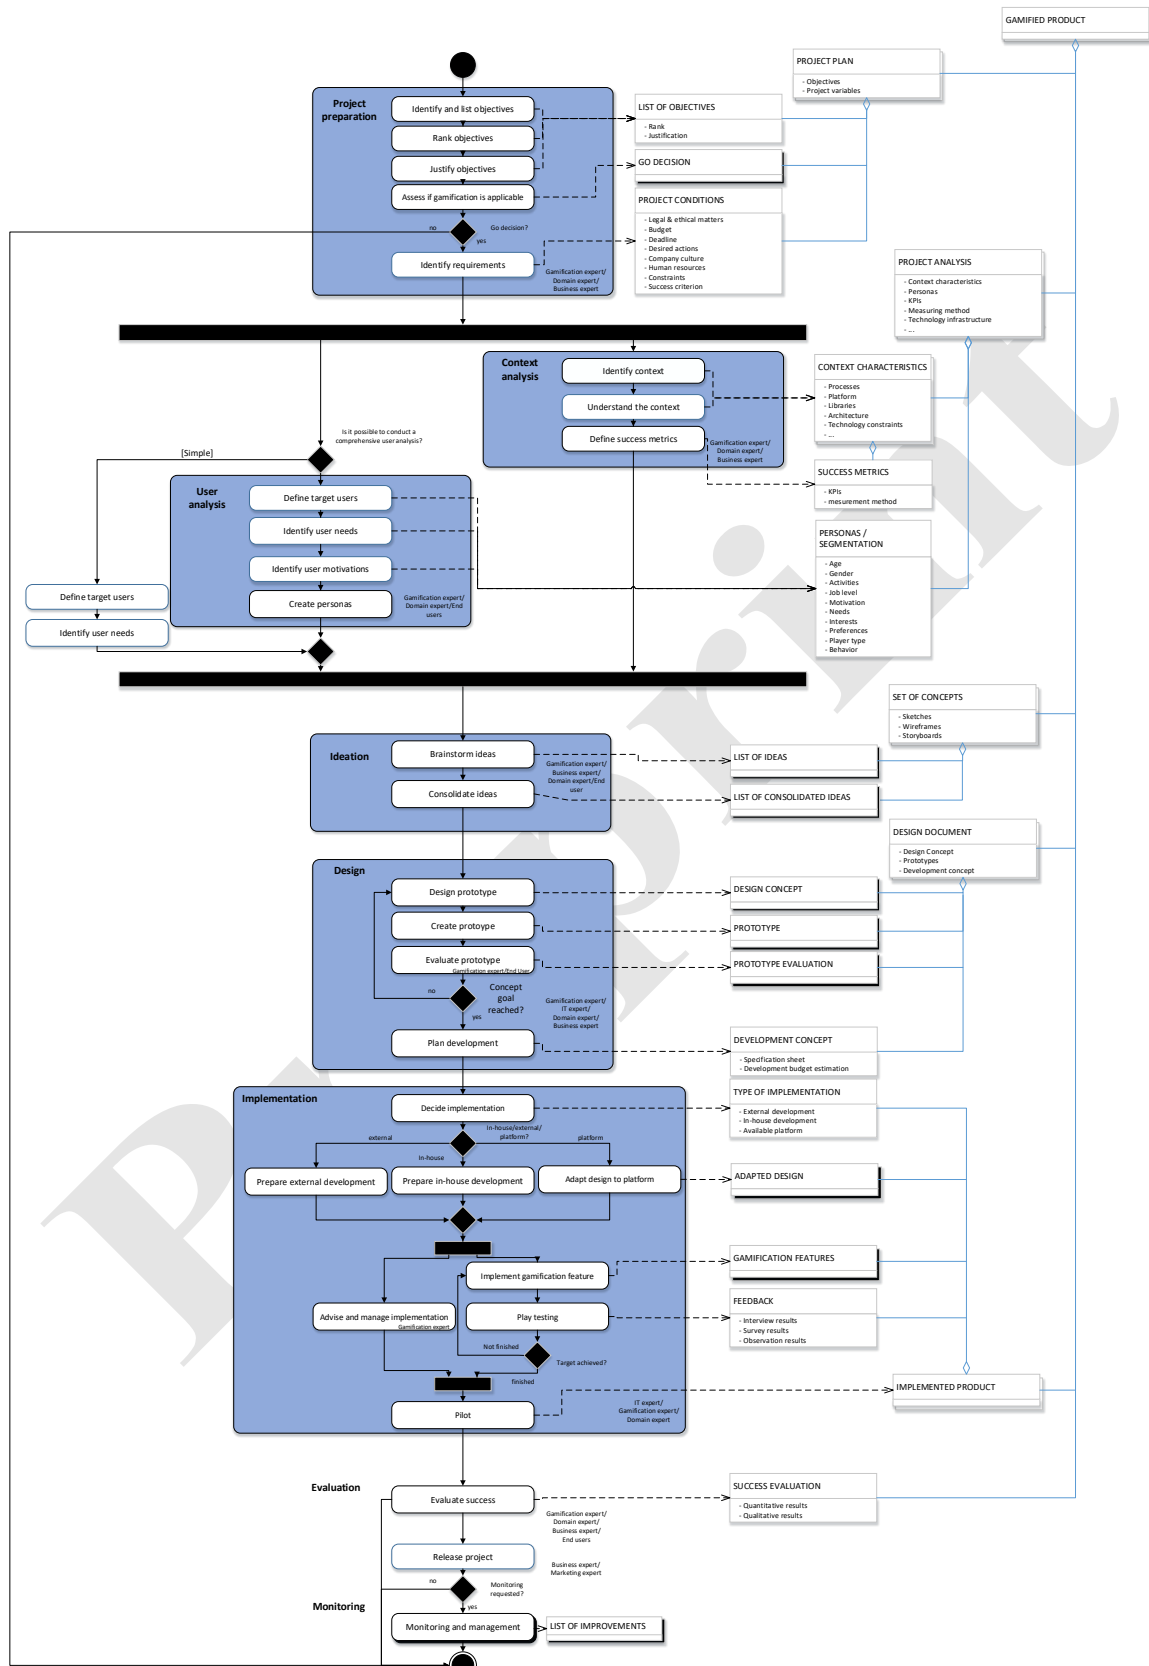 GAMIFIED PRODUCT
PROJECT PLAN
- Objectives
- Project variables
Project
preparation
Identify and list objectives
Rank objectives
Justify objectives
Assess if gamification is applicable
no
Go decision?
yes
Identify requirements
Gamification expert/
Domain expert/
Business expert
LIST OF OBJECTIVES
- Rank
- Justification
GO DECISION
PROJECT CONDITIONS
- Legal & ethical matters
- Budget
- Deadline
- Desired actions
- Company culture
- Human resources
- Constraints
- Success criterion
PROJECT ANALYSIS
- Context characteristics
- Personas
- KPIs
- Measuring method
- Technology infrastructure
- ...
Context
analysis
Identify context
Understand the context
Define success metrics
Gamification expert/
Domain expert/
Business expert
CONTEXT CHARACTERISTICS
- Processes
- Platform
- Libraries
- Architecture
- Technology constraints
- ...
SUCCESS METRICS
- KPIs
- mesurement method
Is it possible to conduct a
comprehensive user analysis?
[Simple]
User
analysis
Define target users
Identify user needs
Identify user motivations
Create personas
Gamification expert/
Domain expert/End
users
Define target users
Identify user needs
PERSONAS /
SEGMENTATION
- Age
- Gender
- Activities
- Job level
- Motivation
- Needs
- Interests
- Preferences
- Player type
- Behavior
Ideation
Brainstorm ideas
Consolidate ideas
Gamification expert/
Business expert/
Domain expert/End
user
LIST OF IDEAS
LIST OF CONSOLIDATED IDEAS
SET OF CONCEPTS
- Sketches
- Wireframes
- Storyboards
DESIGN DOCUMENT
- Design Concept
- Prototypes
- Development concept
Design
Design prototype
Create protoype
Evaluate prototype
Gamification expert/End User
no
Concept
goal
reached?
yes
Plan development
Gamification expert/
IT expert/
Domain expert/
Business expert
DESIGN CONCEPT
PROTOTYPE
PROTOTYPE EVALUATION
DEVELOPMENT CONCEPT
- Specification sheet
- Development budget estimation
Implementation
Decide implementation
In-house/external/
platform?
external
In-house
platform
Prepare external development
Prepare in-house development
Adapt design to platform
Implement gamification feature
Advise and manage implementation
Gamification expert
Play testing
Not finished
Target achieved?
finished
Pilot
IT expert/
Gamification expert/
Domain expert
TYPE OF IMPLEMENTATION
- External development
- In-house development
- Available platform
ADAPTED DESIGN
GAMIFICATION FEATURES
FEEDBACK
- Interview results
- Survey results
- Observation results
IMPLEMENTED PRODUCT
Evaluation
Evaluate success
Gamification expert/
Domain expert/
Business expert/
End users
SUCCESS EVALUATION
- Quantitative results
- Qualitative results
Release project
Business expert/
Marketing expert
no
Monitoring
requested?
yes
Monitoring
Monitoring and management
LIST OF IMPROVEMENTS
Preprint